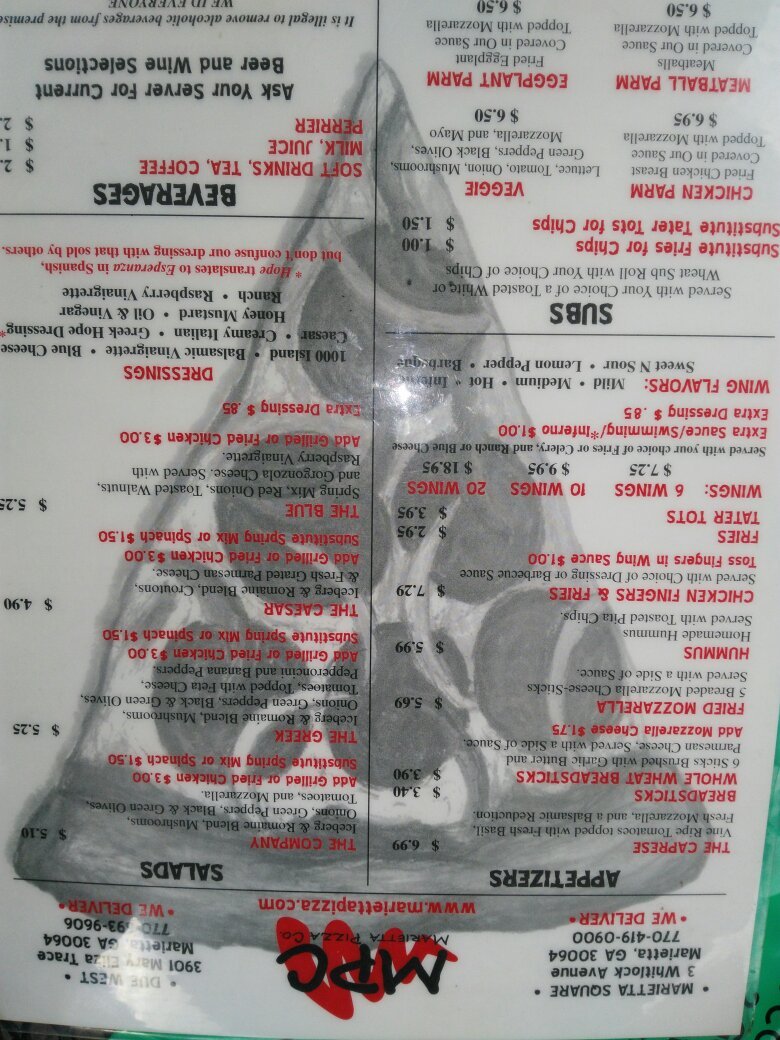 • MARIETTA SQUARE •
3 Whitlock Avenue
Marietta, GA 30064
770-419-0900
•WE DELIVER•
MPC
MARIETTA PIZZA CO.
www.mariettapizza.com
• DUE WEST •
3901 Mary Eliza Trace
Marietta, GA 30064
770-593-9606
•WE DELIVER•
APPETIZERS
THE CAPRESE $ 6.99
Vine Ripe Tomatoes topped with Fresh Basil,
Fresh Mozzarella, and a Balsamic Reduction.
BREADSTICKS $ 3.40
WHOLE WHEAT BREADSTICKS $ 3.90
6 Sticks Brushed with Garlic Butter and
Parmesan Cheese, Served with a Side of Sauce.
Add Mozzarella Cheese $1.75
FRIED MOZZARELLA $ 5.69
5 Breaded Mozzarella Cheese-Sticks
Served with a Side of Sauce.
HUMMUS $ 5.99
Homemade Hummus
Served with Toasted Pita Chips.
CHICKEN FINGERS & FRIES $ 7.29
Served with Choice of Dressing or Barbecue Sauce
Toss Fingers in Wing Sauce $1.00
FRIES $ 2.95
TATER TOTS $ 3.95
WINGS: 6 WINGS 10 WINGS 20 WINGS
$ 7.25 $ 9.95 $ 18.95
Served with your choice of Fries or Celery, and Ranch or Blue Cheese
Extra Sauce/Swimming/*Inferno $1.00
Extra Dressing $ .85
WING FLAVORS: Mild • Medium • Hot • Inferno
Sweet N Sour • Lemon Pepper • Barbeque
SUBS
Served with Your Choice of a Toasted White or
Wheat Sub Roll with Your Choice of Chips
Substitute Fries for Chips $ 1.00
Substitute Tater Tots for Chips $ 1.50
CHICKEN PARM
Fried Chicken Breast
Covered in Our Sauce
Topped with Mozzarella
$ 6.95
VEGGIE
Lettuce, Tomato, Onion, Mushrooms,
Green Peppers, Black Olives,
Mozzarella, and Mayo
$ 6.50
MEATBALL PARM
Meatballs
Covered in Our Sauce
Topped with Mozzarella
$ 6.50
EGGPLANT PARM
Fried Eggplant
Covered in Our Sauce
Topped with Mozzarella
$ 6.50
SALADS
THE COMPANY $ 5.10
Iceberg & Romaine Blend, Mushrooms,
Onions, Green Peppers, Black & Green Olives,
Tomatoes, and Mozzarella.
Add Grilled or Fried Chicken $3.00
Substitute Spring Mix or Spinach $1.50
THE GREEK $ 5.25
Iceberg & Romaine Blend, Mushrooms,
Onions, Green Peppers, Black & Green Olives,
Tomatoes, Topped with Feta Cheese,
Pepperoncini and Banana Peppers,
Add Grilled or Fried Chicken $3.00
Substitute Spring Mix or Spinach $1.50
THE CAESAR $ 4.90
Iceberg & Romaine Blend, Croutons,
& Fresh Grated Parmesan Cheese.
Add Grilled or Fried Chicken $3.00
Substitute Spring Mix or Spinach $1.50
THE BLUE $ 5.25
Spring Mix, Red Onions, Toasted Walnuts,
and Gorgonzola Cheese. Served with
Raspberry Vinaigrette.
Add Grilled or Fried Chicken $3.00
Extra Dressing $ .85
DRESSINGS
1000 Island • Balsamic Vinaigrette • Blue Cheese
Caesar • Creamy Italian • Greek Hope Dressing*
Honey Mustard • Oil & Vinegar
Ranch • Raspberry Vinaigrette
* Hope translates to Esperanza in Spanish,
but don't confuse our dressing with that sold by others.
BEVERAGES
SOFT DRINKS, TEA, COFFEE $ 2.
MILK, JUICE $ 1.
PERRIER $ 2.
Ask Your Server For Current
Beer and Wine Selections
WE ID EVERYONE
It is illegal to remove alcoholic beverages from the premise